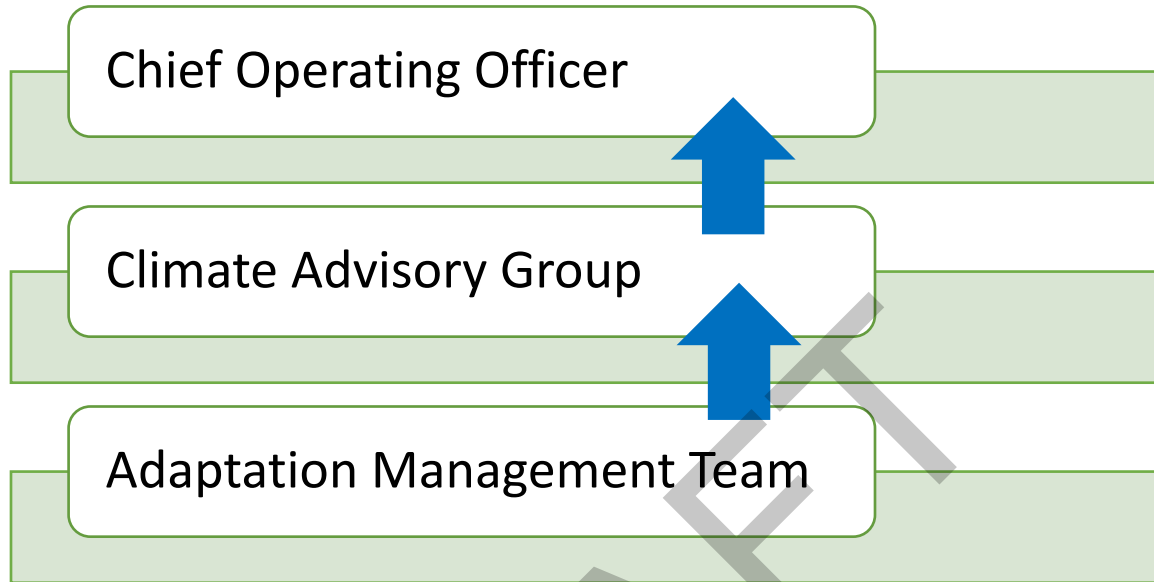 Chief Operating Officer
Climate Advisory Group
Adaptation Management Team